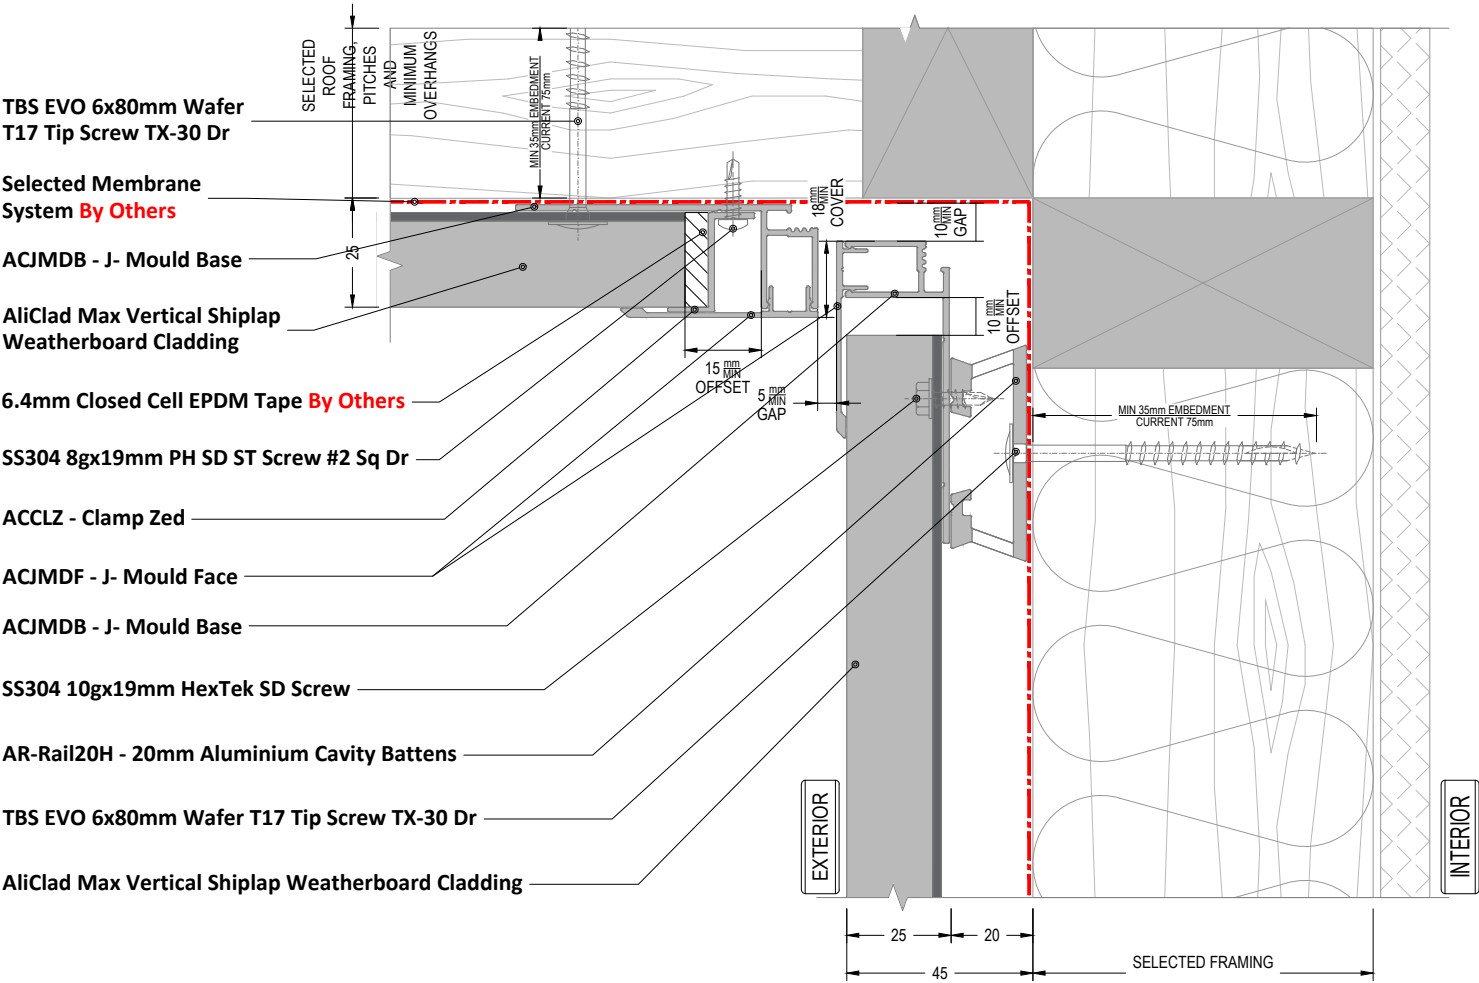 SELECTED
ROOF
FRAMING,
PITCHES
AND
MINIMUM
OVERHANGS
MIN 35mm EMBEDMENT
CURRENT 75mm
TBS EVO 6x80mm Wafer
T17 Tip Screw TX-30 Dr
Selected Membrane
System By Others
ACJMDB - J- Mould Base
25
AliClad Max Vertical Shiplap
Weatherboard Cladding
6.4mm Closed Cell EPDM Tape By Others
SS304 8gx19mm PH SD ST Screw #2 Sq Dr
ACCLZ - Clamp Zed
ACJMDF - J- Mould Face
ACJMDB - J- Mould Base
SS304 10gx19mm HexTek SD Screw
AR-Rail20H - 20mm Aluminium Cavity Battens
TBS EVO 6x80mm Wafer T17 Tip Screw TX-30 Dr
AliClad Max Vertical Shiplap Weatherboard Cladding
18 mm MIN
COVER
10 mm MIN
GAP
10 mm MIN
OFFSET
15 mm MIN
OFFSET
5 mm MIN
GAP
MIN 35mm EMBEDMENT
CURRENT 75mm
EXTERIOR
INTERIOR
25
20
45
SELECTED FRAMING